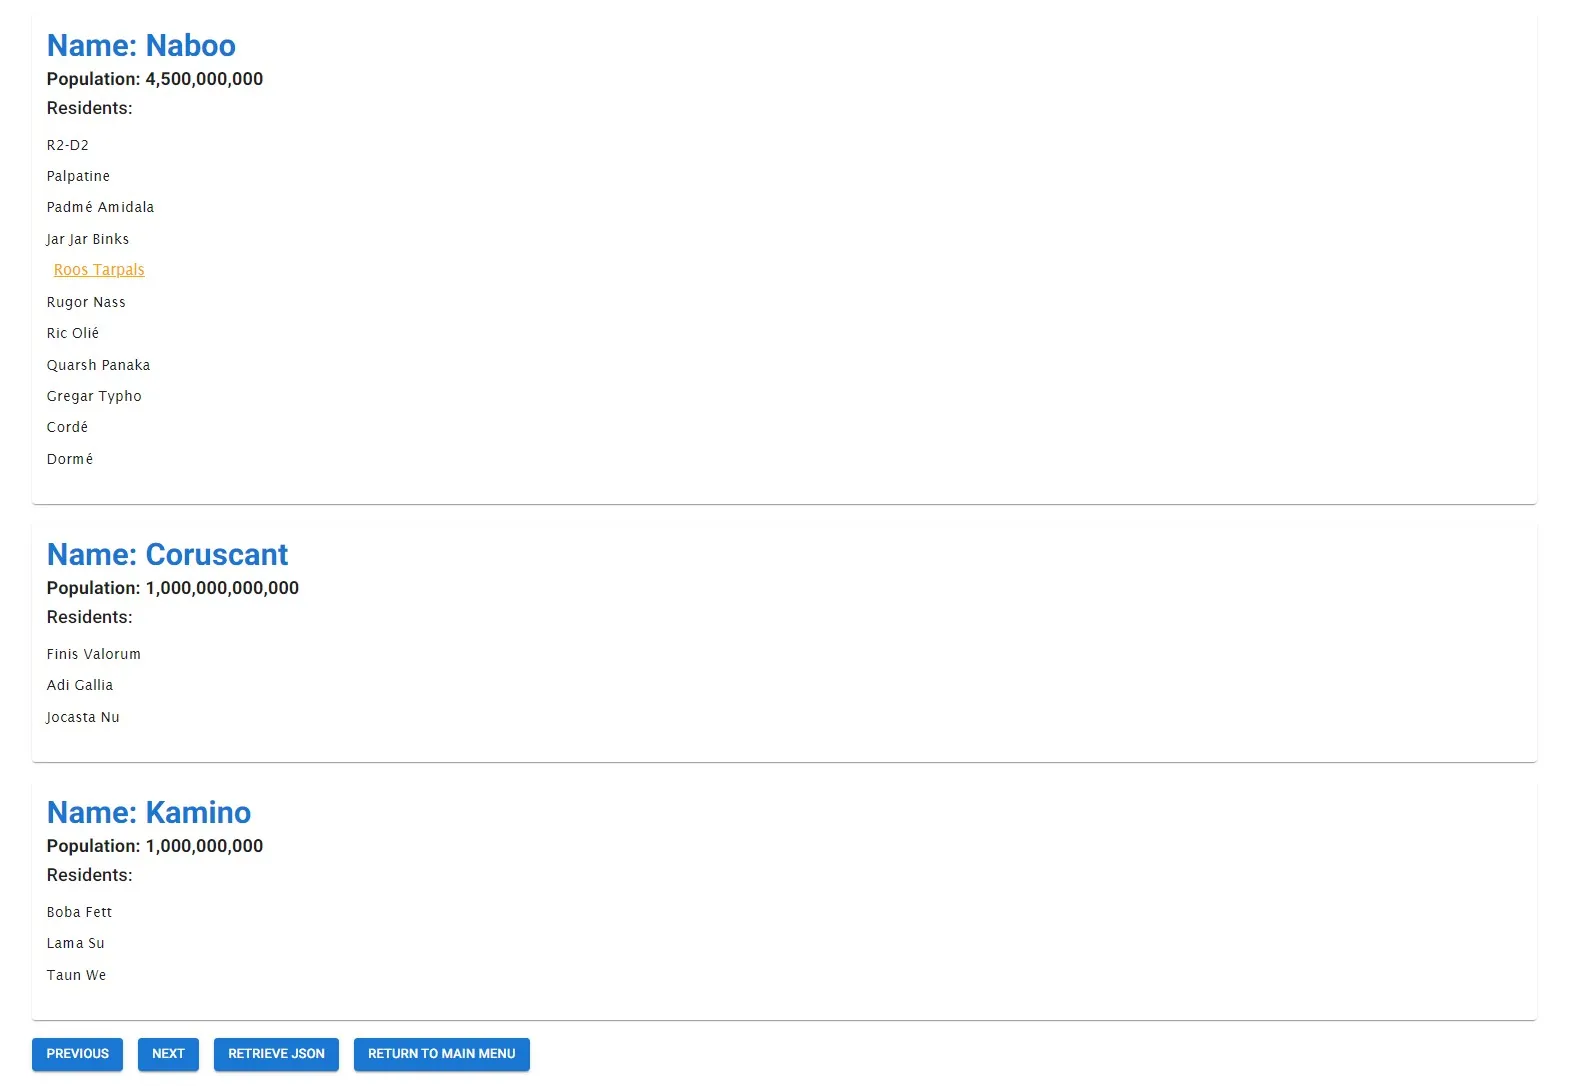 Name: Naboo
Population: 4,500,000,000
Residents:
R2-D2
Palpatine
Padmé Amidala
Jar Jar Binks
Roos Tarpals
Rugor Nass
Ric Olié
Quarsh Panaka
Gregar Typho
Cordé
Dormé
Name: Coruscant
Population: 1,000,000,000,000
Residents:
Finis Valorum
Adi Gallia
Jocasta Nu
Name: Kamino
Population: 1,000,000,000
Residents:
Boba Fett
Lama Su
Taun We
PREVIOUS NEXT RETRIEVE JSON RETURN TO MAIN MENU